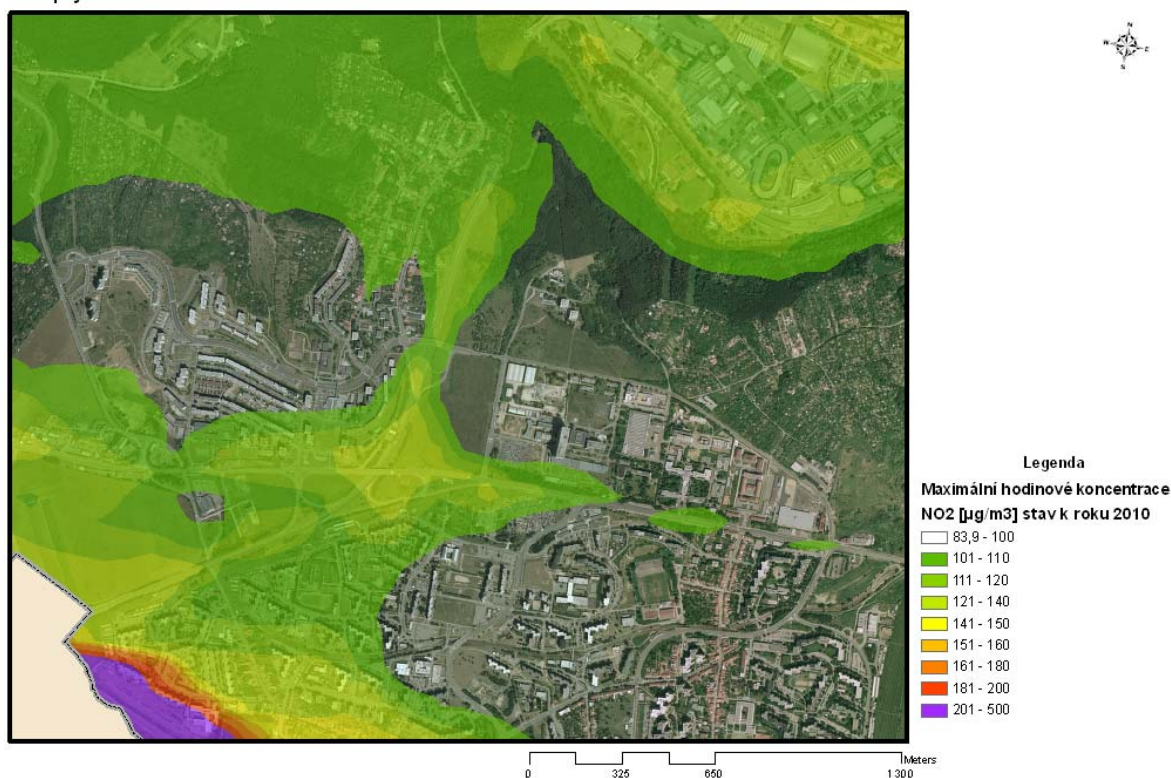 N
W
E
S
Legenda
Maximální hodinové koncentrace
NO2 [µg/m3] stav k roku 2010
83,9 - 100
101 - 110
111 - 120
121 - 140
141 - 150
151 - 160
161 - 180
181 - 200
201 - 500
Meters
0 325 650 1 300